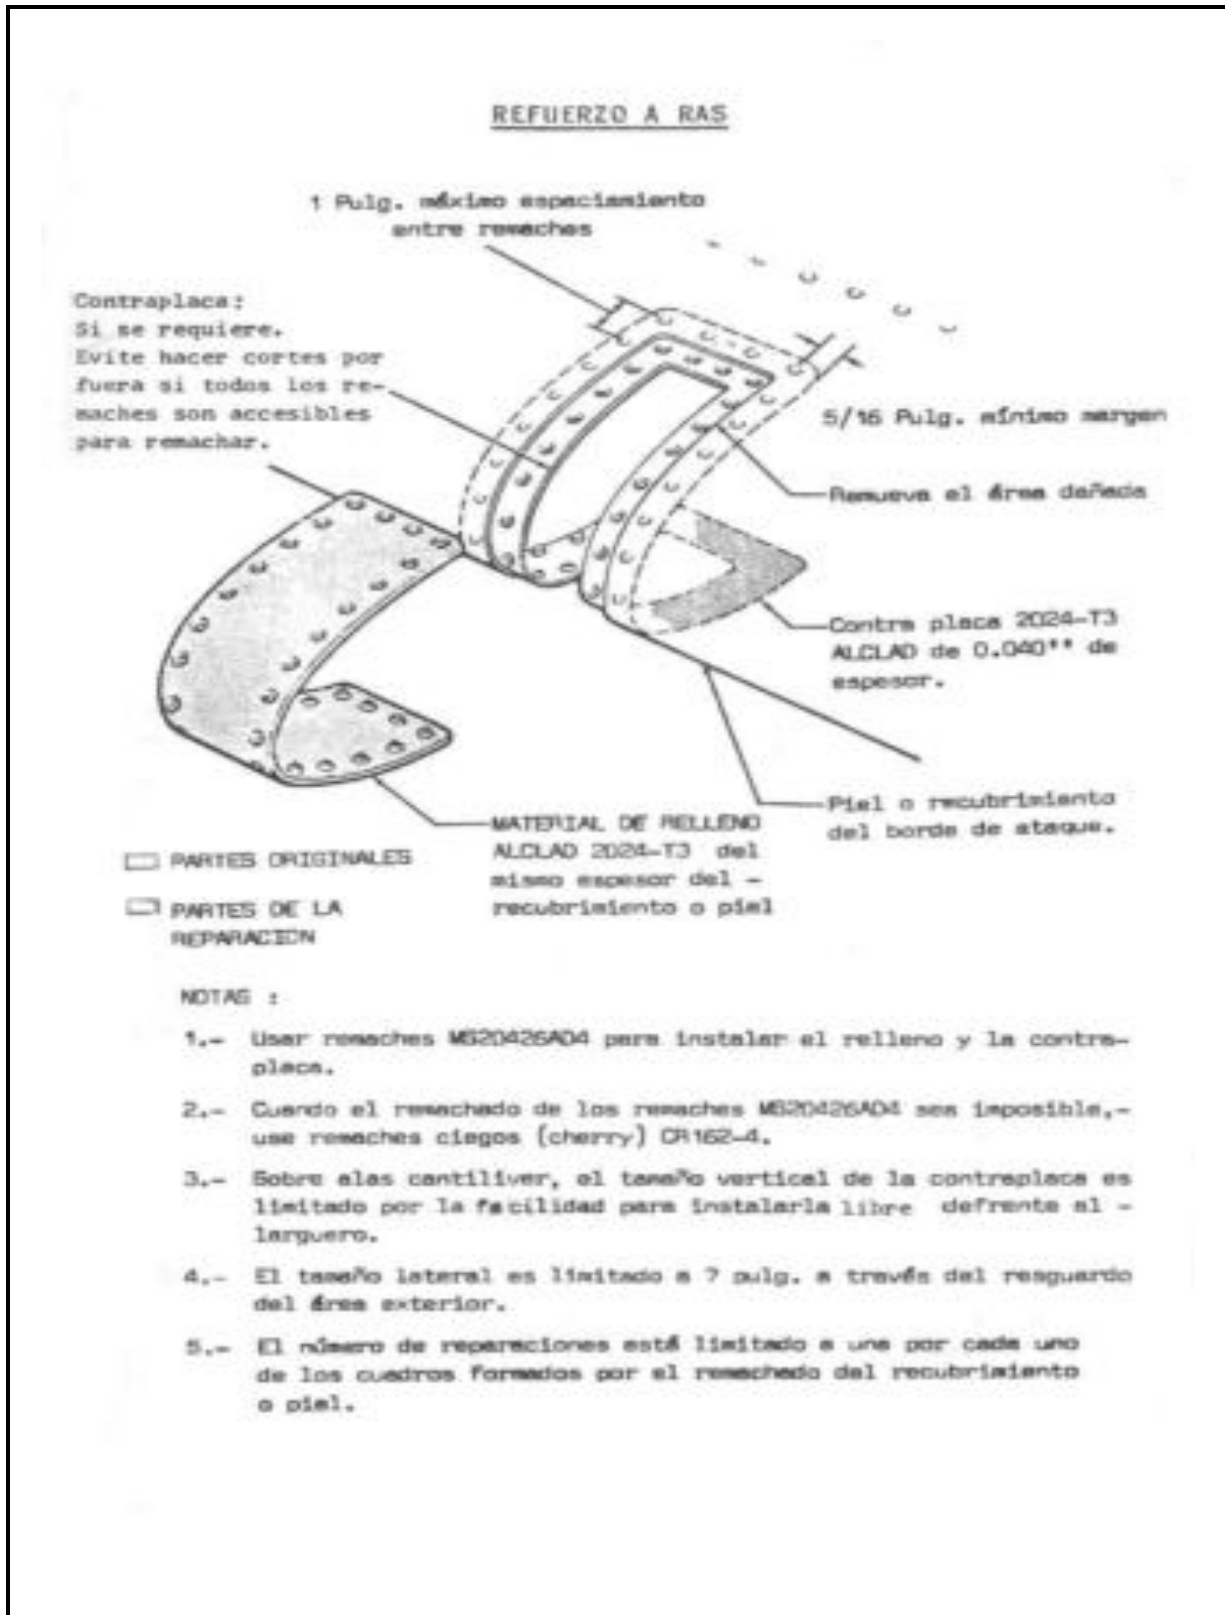 REFUERZO A RAS
1 Pulg. máximo espaciamiento
entre remaches
Contraplaca:
Si se requiere.
Evite hacer cortes por
fuera si todos los re-
maches son accesibles
para remachar.
5/16 Pulg. mínimo margen
Remueva el área dañada
Contra placa 2024-T3
ALCLAD de 0.040" de
espesor.
Piel o recubrimiento
del borde de ataque.
MATERIAL DE RELLENO
ALCLAD 2024-T3 del
mismo espesor del -
recubrimiento o piel
PARTES ORIGINALES
PARTES DE LA
REPARACION
NOTAS :
1.- Usar remaches MS20426AD4 para instalar el relleno y la contra-
placa.
2.- Cuando el remachado de los remaches MS20426AD4 sea imposible,-
use remaches ciegos (cherry) CR162-4.
3.- Sobre alas cantiliver, el tamaño vertical de la contraplaca es
limitado por la facilidad para instalarla libre defrente al -
larguero.
4.- El tamaño lateral es limitado a 7 pulg. a través del resguardo
del área exterior.
5.- El número de reparaciones está limitado a una por cada uno
de los cuadros formados por el remachado del recubrimiento
o piel.